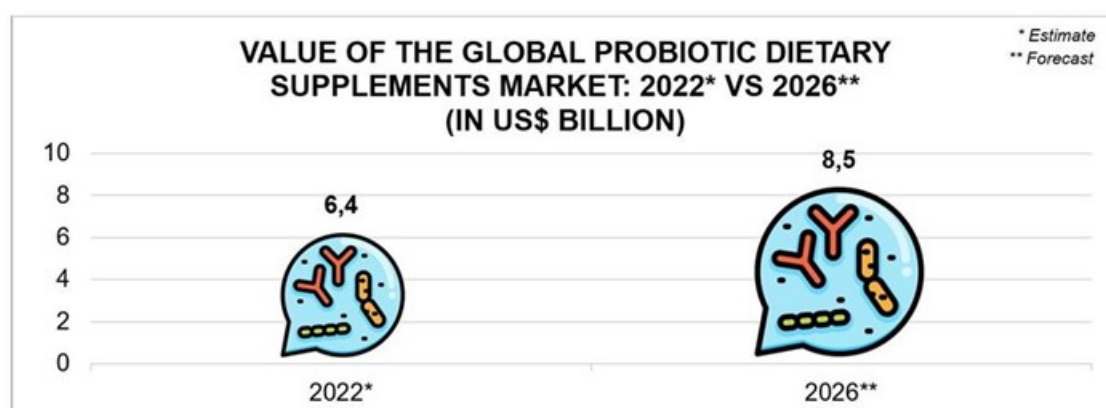 * Estimate
** Forecast
VALUE OF THE GLOBAL PROBIOTIC DIETARY
SUPPLEMENTS MARKET: 2022* VS 2026**
(IN US$ BILLION)
10
8
6
4
2
0
6,4
8,5
2022*
2026**